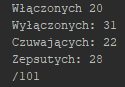 Włączonych 20
Wyłączonych: 31
Czuwających: 22
Zepsutych: 28
/101